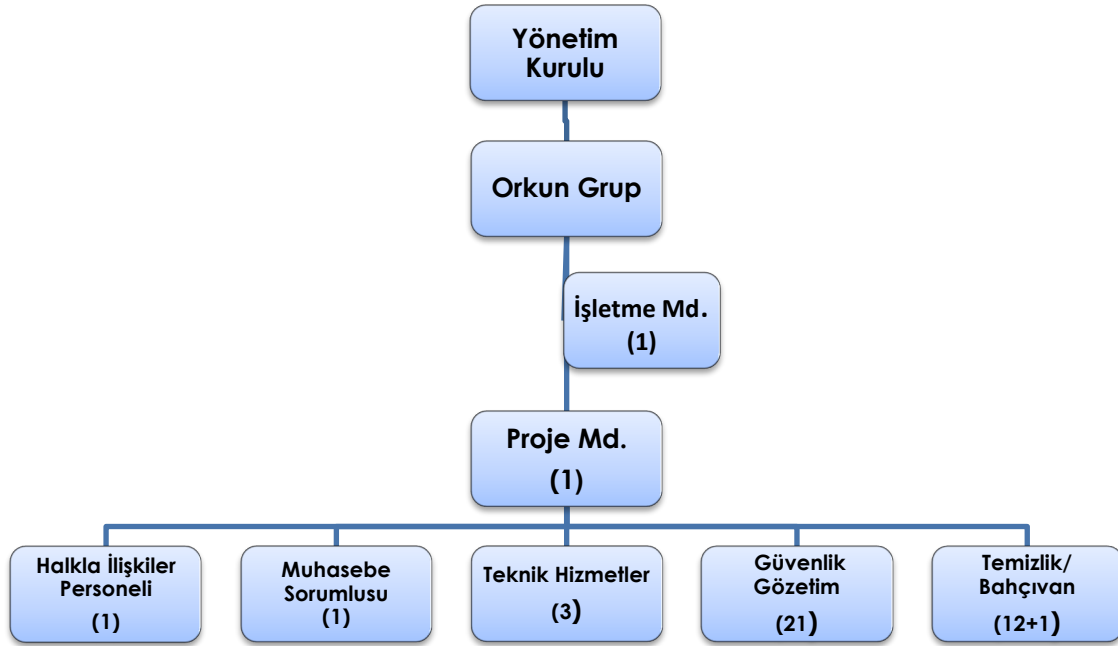 Yönetim
Kurulu
Orkun Grup
İşletme Md.
(1)
Proje Md.
(1)
Halkla İlişkiler
Personeli
(1)
Muhasebe
Sorumlusu
(1)
Teknik Hizmetler
(3)
Güvenlik
Gözetim
(21)
Temizlik/
Bahçıvan
(12+1)